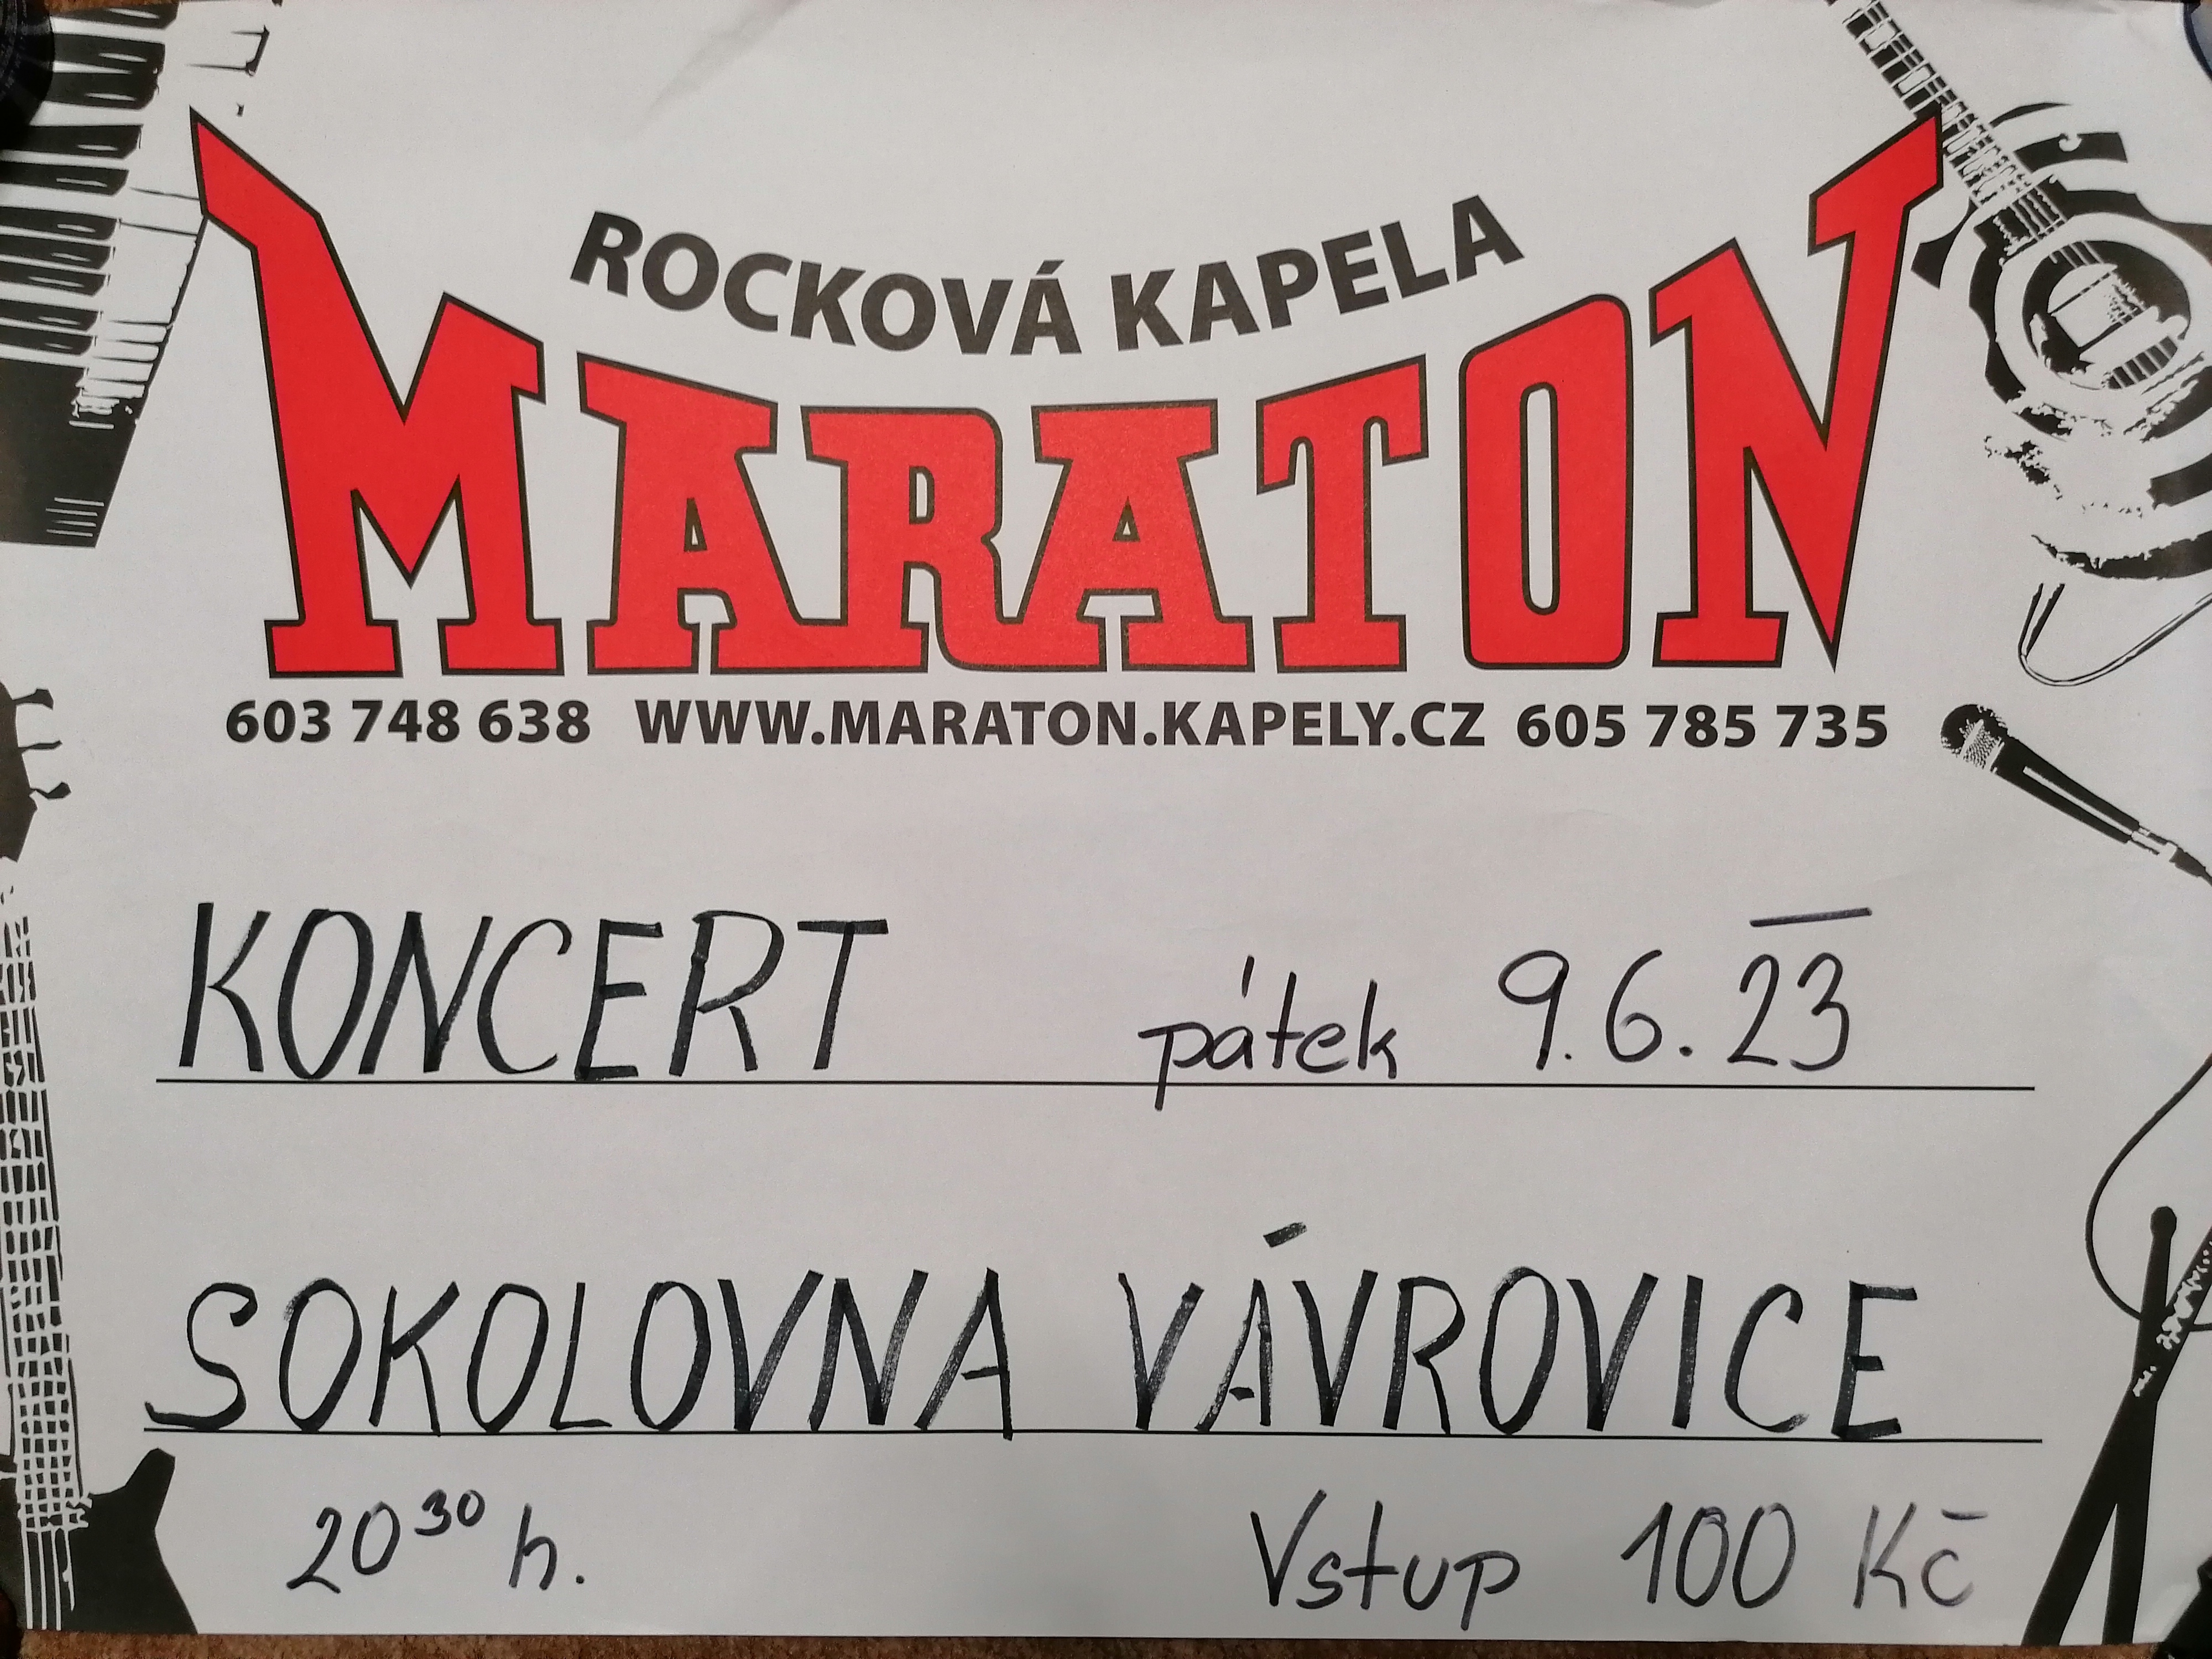 ROCKOVÁ KAPELA
MARATON
603 748 638 WWW.MARATON.KAPELY.CZ 605 785 735
KONCERT pátek 9.6.23
SOKOLOVNA VÁVROVICE
20³⁰ h. Vstup 100 Kč